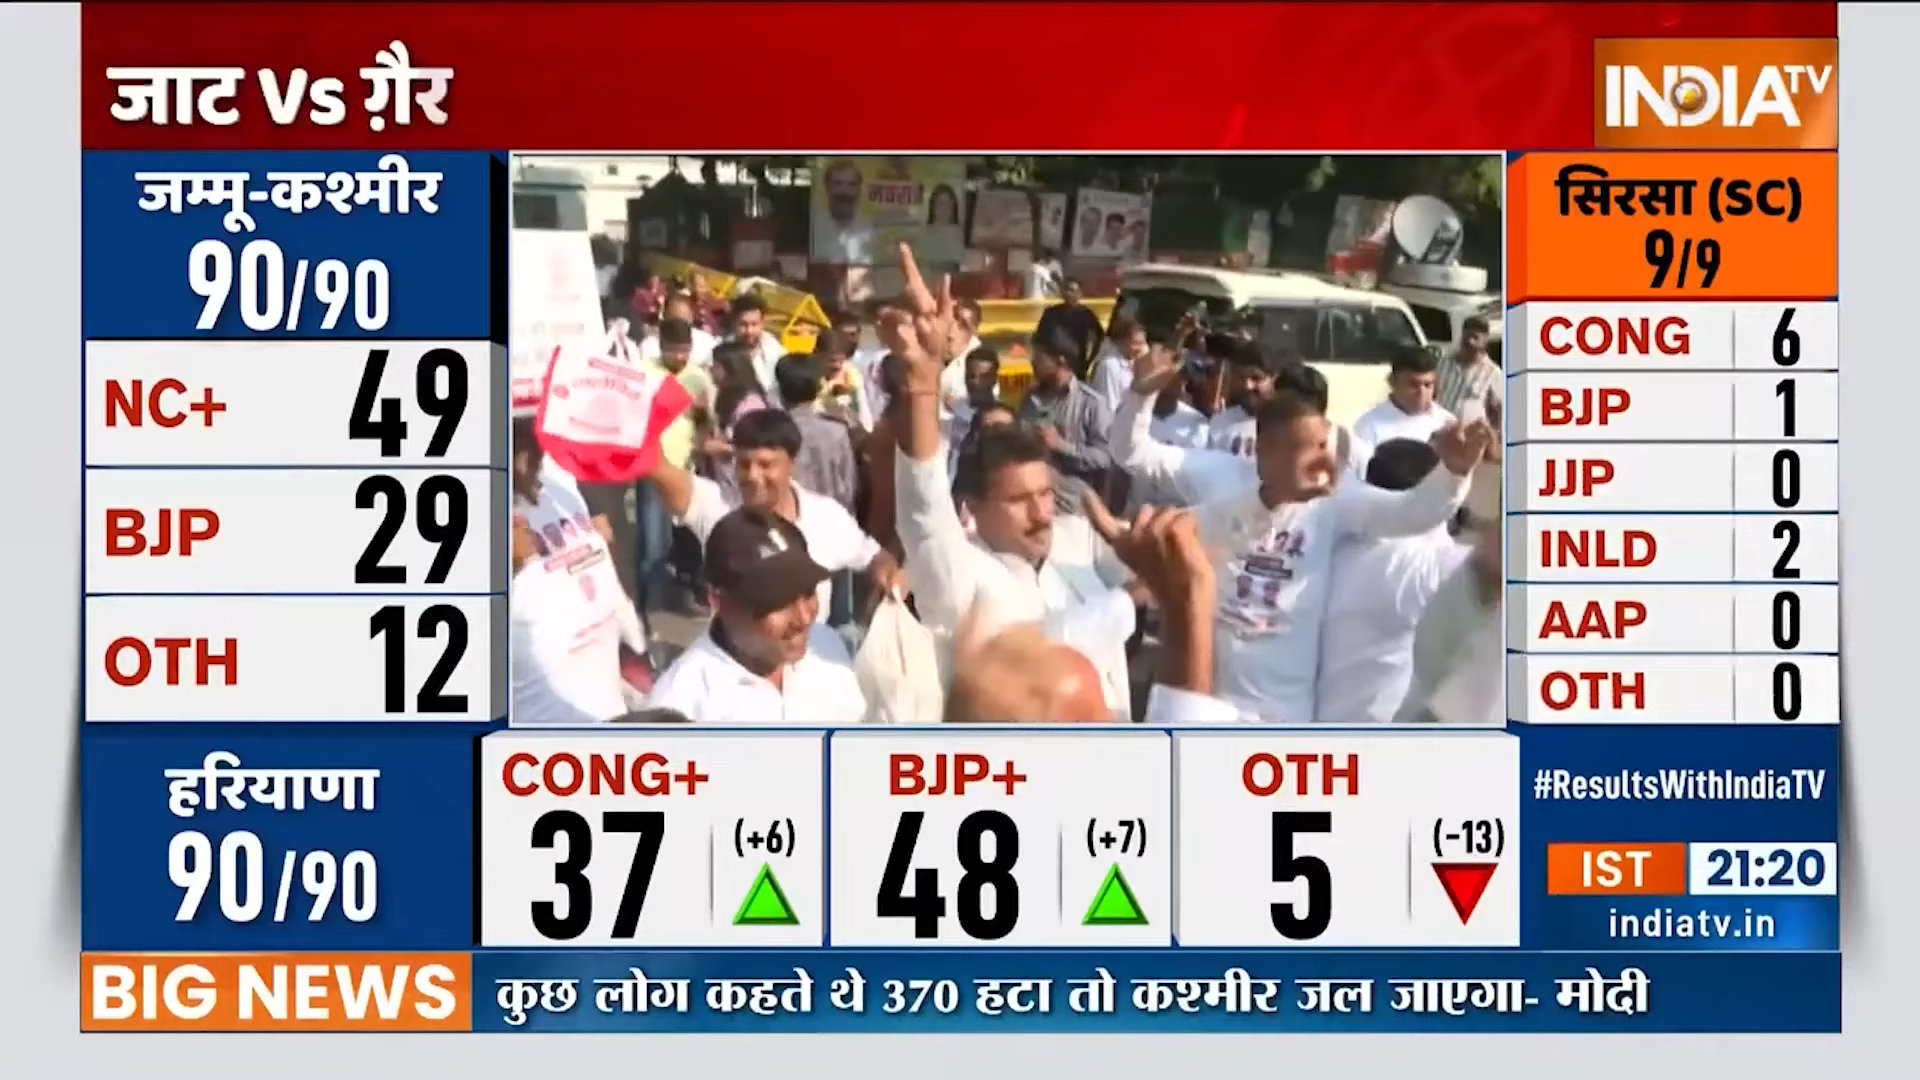 जाट Vs ग़ैर
INDIA TV
जम्मू-कश्मीर
90/90
NC+ 49
BJP 29
OTH 12
सिरसा (SC)
9/9
CONG 6
BJP 1
JJP 0
INLD 2
AAP 0
OTH 0
हरियाणा
90/90
CONG+
37 (+6)
BJP+
48 (+7)
OTH
5 (-13)
#ResultsWithIndiaTV
IST 21:20
indiatv.in
BIG NEWS
कुछ लोग कहते थे 370 हटा तो कश्मीर जल जाएगा- मोदी